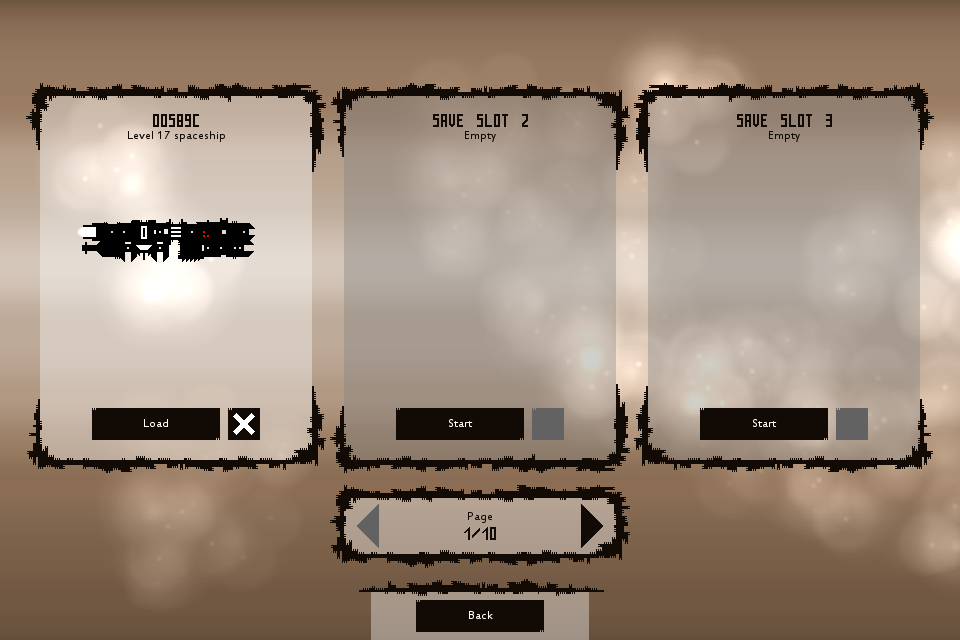 00589C
Level 17 spaceship
Load
SAVE SLOT 2
Empty
Start
SAVE SLOT 3
Empty
Start
Page
1/10
Back